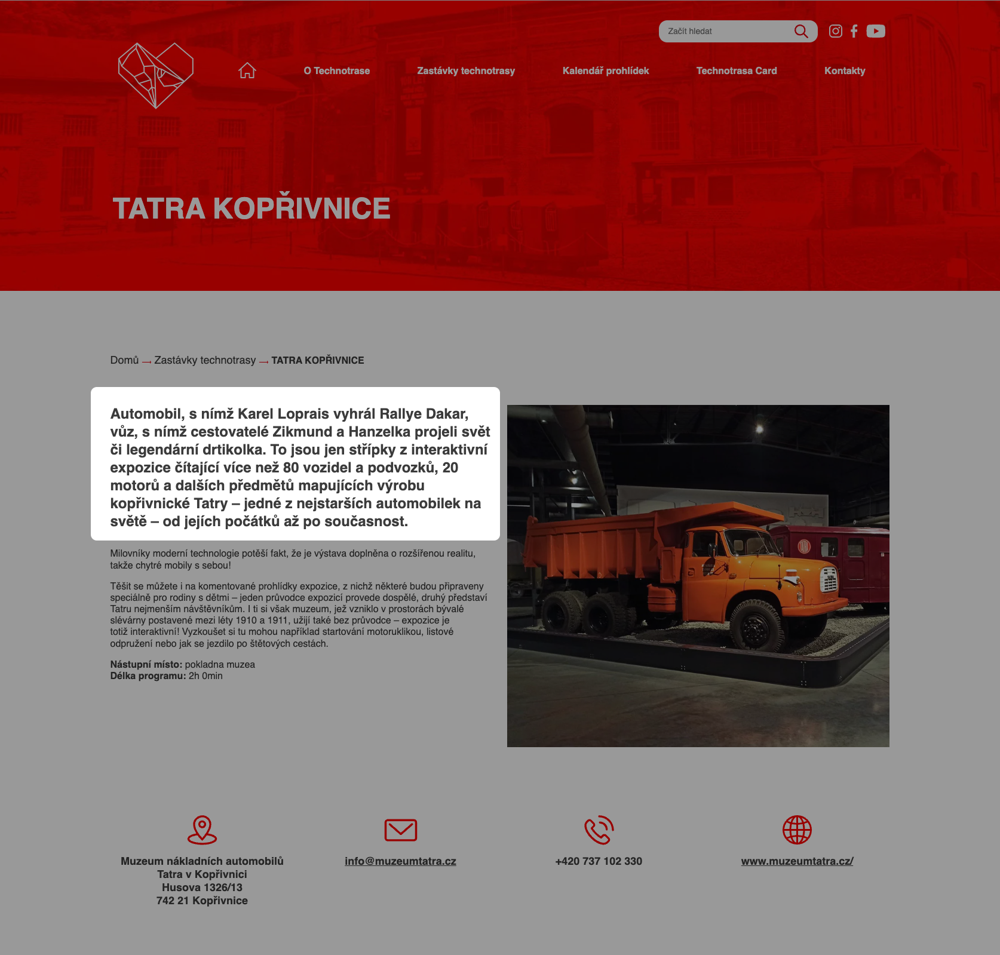 Začít hledat
O Technotrase
Zastávky technotrasy
Kalendář prohlídek
Technotrasa Card
Kontakty
TATRA KOPŘIVNICE
Domů → Zastávky technotrasy → TATRA KOPŘIVNICE
Automobil, s nímž Karel Loprais vyhrál Rallye Dakar,
vůz, s nímž cestovatelé Zikmund a Hanzelka projeli svět
či legendární drtikolka. To jsou jen střípky z interaktivní
expozice čítající více než 80 vozidel a podvozků, 20
motorů a dalších předmětů mapujících výrobu
kopřivnické Tatry – jedné z nejstarších automobilek na
světě – od jejích počátků až po současnost.
Milovníky moderní technologie potěší fakt, že je výstava doplněna o rozšířenou realitu,
takže chytré mobily s sebou!
Těšit se můžete i na komentované prohlídky expozice, z nichž některé budou připraveny
speciálně pro rodiny s dětmi – jeden průvodce expozicí provede dospělé, druhý představí
Tatru nejmenším návštěvníkům. I ti si však muzeum, jež vzniklo v prostorách bývalé
slévárny postavené mezi léty 1910 a 1911, užijí také bez průvodce – expozice je
totiž interaktivní! Vyzkoušet si tu mohou například startování motoruklikou, listové
odpružení nebo jak se jezdilo po štětových cestách.
Nástupní místo: pokladna muzea
Délka programu: 2h 0min
Muzeum nákladních automobilů
Tatra v Kopřivnici
Husova 1326/13
742 21 Kopřivnice
info@muzeumtatra.cz
+420 737 102 330
www.muzeumtatra.cz/